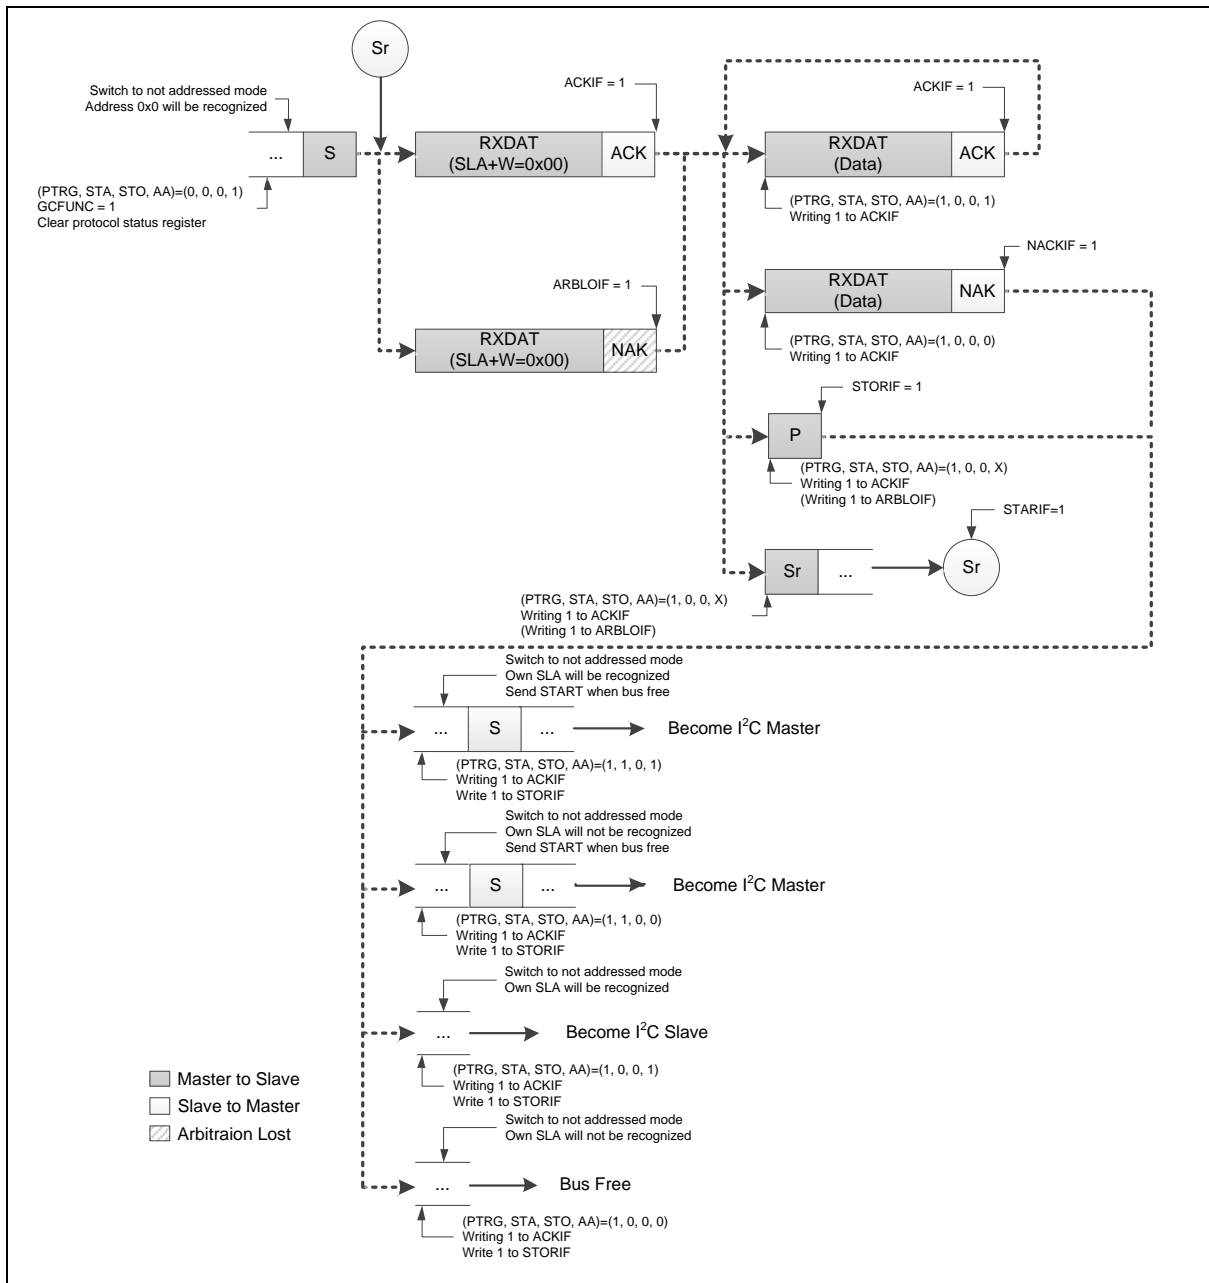 Sr
Switch to not addressed mode
Address 0x0 will be recognized
ACKIF = 1
ACKIF = 1
...
S
RXDAT
(SLA+W=0x00)
ACK
RXDAT
(Data)
ACK
(PTRG, STA, STO, AA)=(0, 0, 0, 1)
GCFUNC = 1
Clear protocol status register
(PTRG, STA, STO, AA)=(1, 0, 0, 1)
Writing 1 to ACKIF
NACKIF = 1
ARBLOIF = 1
RXDAT
(Data)
NAK
RXDAT
(SLA+W=0x00)
NAK
(PTRG, STA, STO, AA)=(1, 0, 0, 0)
Writing 1 to ACKIF
STORIF = 1
P
(PTRG, STA, STO, AA)=(1, 0, 0, X)
Writing 1 to ACKIF
(Writing 1 to ARBLOIF)
STARIF=1
Sr
...
Sr
(PTRG, STA, STO, AA)=(1, 0, 0, X)
Writing 1 to ACKIF
(Writing 1 to ARBLOIF)
Switch to not addressed mode
Own SLA will be recognized
Send START when bus free
...
S
...
Become I²C Master
(PTRG, STA, STO, AA)=(1, 1, 0, 1)
Writing 1 to ACKIF
Write 1 to STORIF
Switch to not addressed mode
Own SLA will not be recognized
Send START when bus free
...
S
...
Become I²C Master
(PTRG, STA, STO, AA)=(1, 1, 0, 0)
Writing 1 to ACKIF
Write 1 to STORIF
Switch to not addressed mode
Own SLA will be recognized
...
Become I²C Slave
(PTRG, STA, STO, AA)=(1, 0, 0, 1)
Writing 1 to ACKIF
Write 1 to STORIF
Master to Slave
Slave to Master
Arbitraion Lost
Switch to not addressed mode
Own SLA will not be recognized
...
Bus Free
(PTRG, STA, STO, AA)=(1, 0, 0, 0)
Writing 1 to ACKIF
Write 1 to STORIF